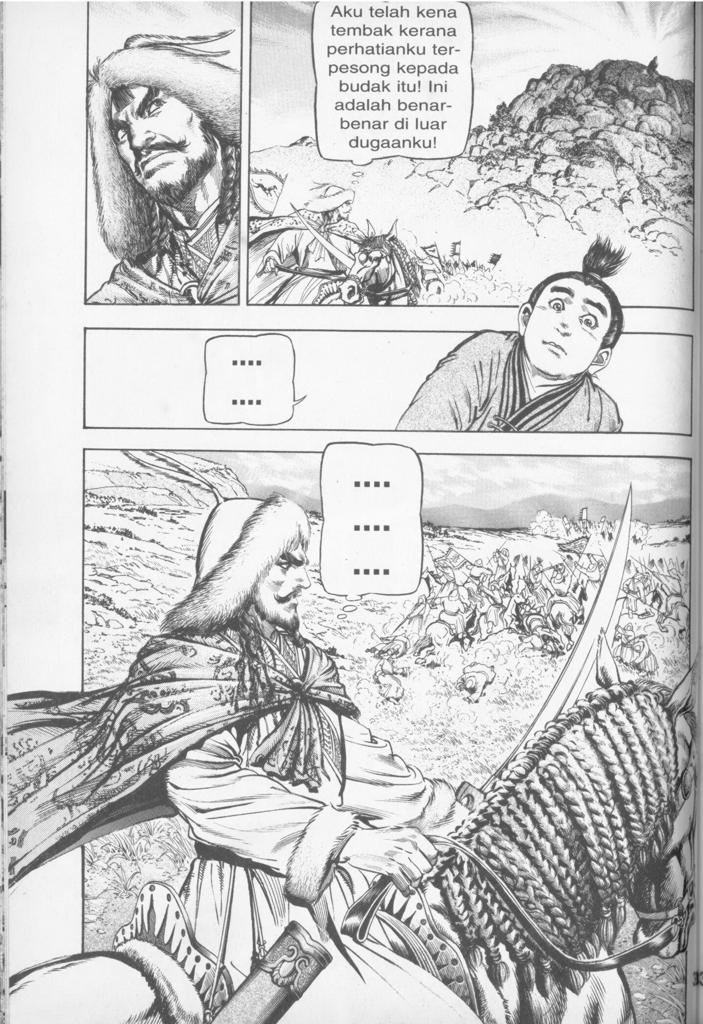 Aku telah kena
tembak kerana
perhatianku ter-
pesong kepada
budak itu! Ini
adalah benar-
benar di luar
dugaanku!
....
....
....
....
....